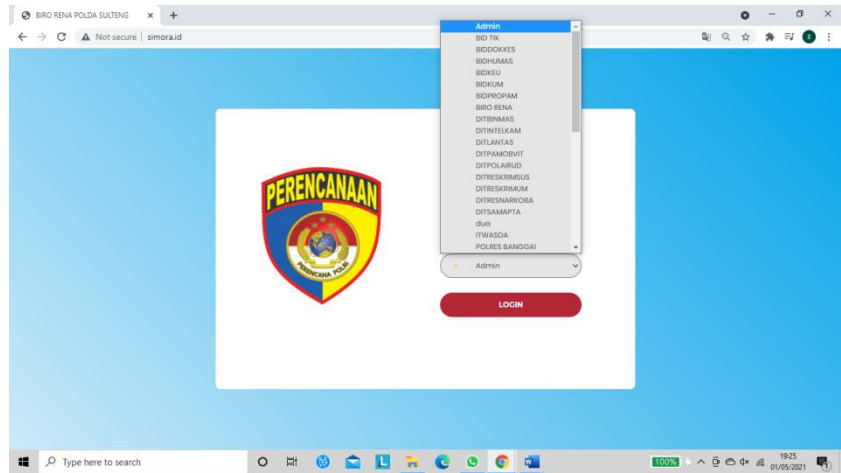 BIRO RENA POLDA SULTENG
Not secure | simora.id
Admin
BID TIK
BIDDOKKES
BIDHUMAS
BIDKEU
BIDKUM
BIDPROPAM
BIRO RENA
DITBINMAS
DITINTELKAM
DITLANTAS
DITPAMOBVIT
DITPOLAIRUD
DITRESKRIMSUS
DITRESKRIMUM
DITRESNARKOBA
DITSAMAPTA
dua
ITWASDA
POLRES BANGGAI
PERENCANAAN
PERENCANA POLRI
Admin
LOGIN
Type here to search
100%
19:25
01/05/2021